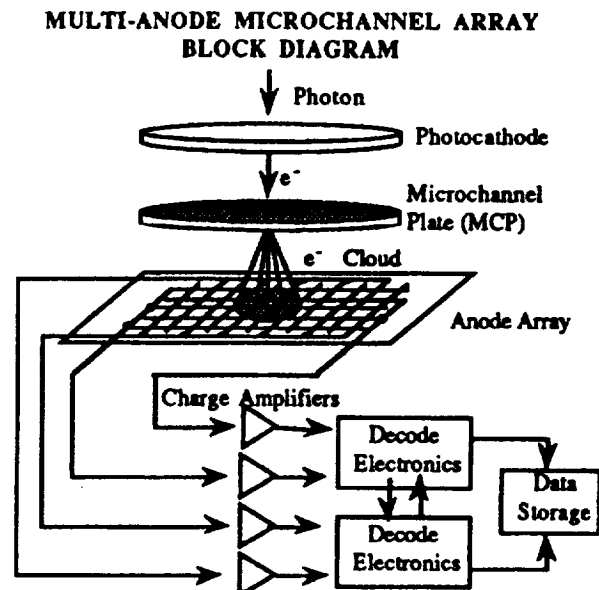 MULTI-ANODE MICROCHANNEL ARRAY
BLOCK DIAGRAM
Photon
Photocathode
e-
Microchannel
Plate (MCP)
e- Cloud
Anode Array
Charge Amplifiers
Decode
Electronics
Data
Storage
Decode
Electronics